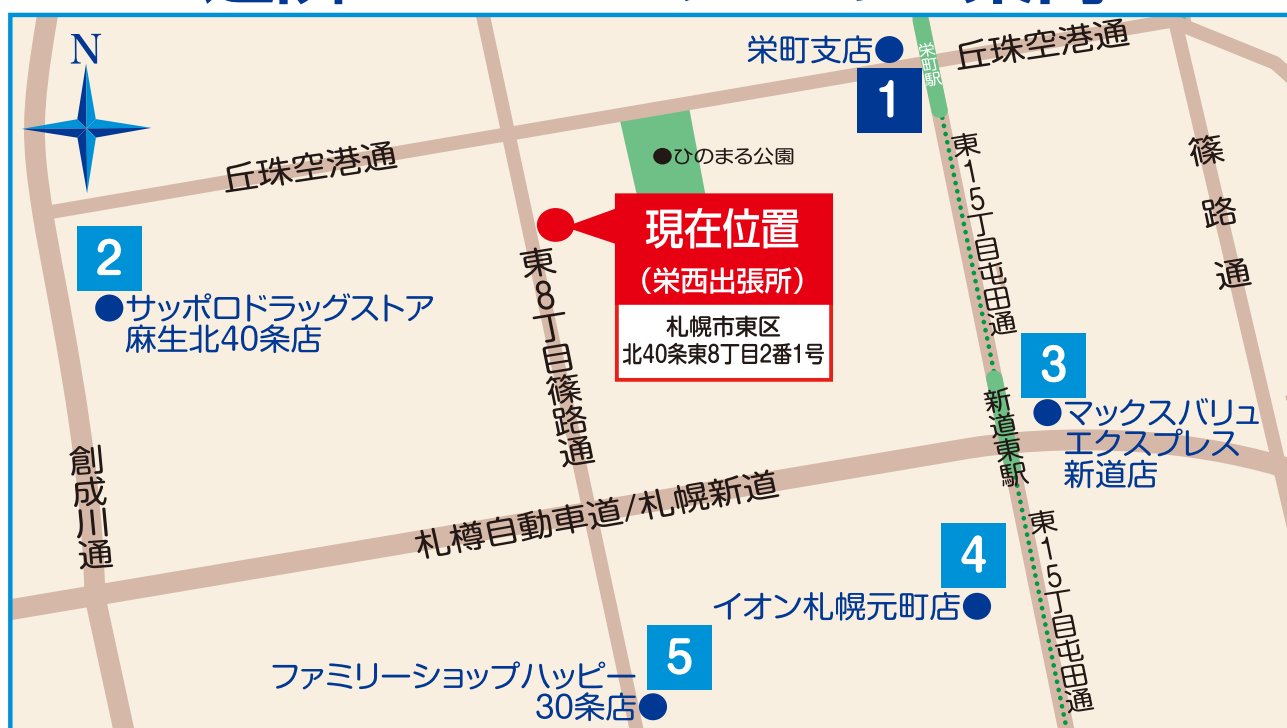 N
栄町支店
1
栄町駅
丘珠空港通
丘珠空港通
ひのまる公園
篠路通
東15丁目屯田通
現在位置
(栄西出張所)
札幌市東区
北40条東8丁目2番1号
2
サッポロドラッグストア
麻生北40条店
東8丁目篠路通
3
マックスバリュ
エクスプレス
新道店
新道東駅
創成川通
札樽自動車道/札幌新道
4
イオン札幌元町店
東15丁目屯田通
5
ファミリーショップハッピー
30条店